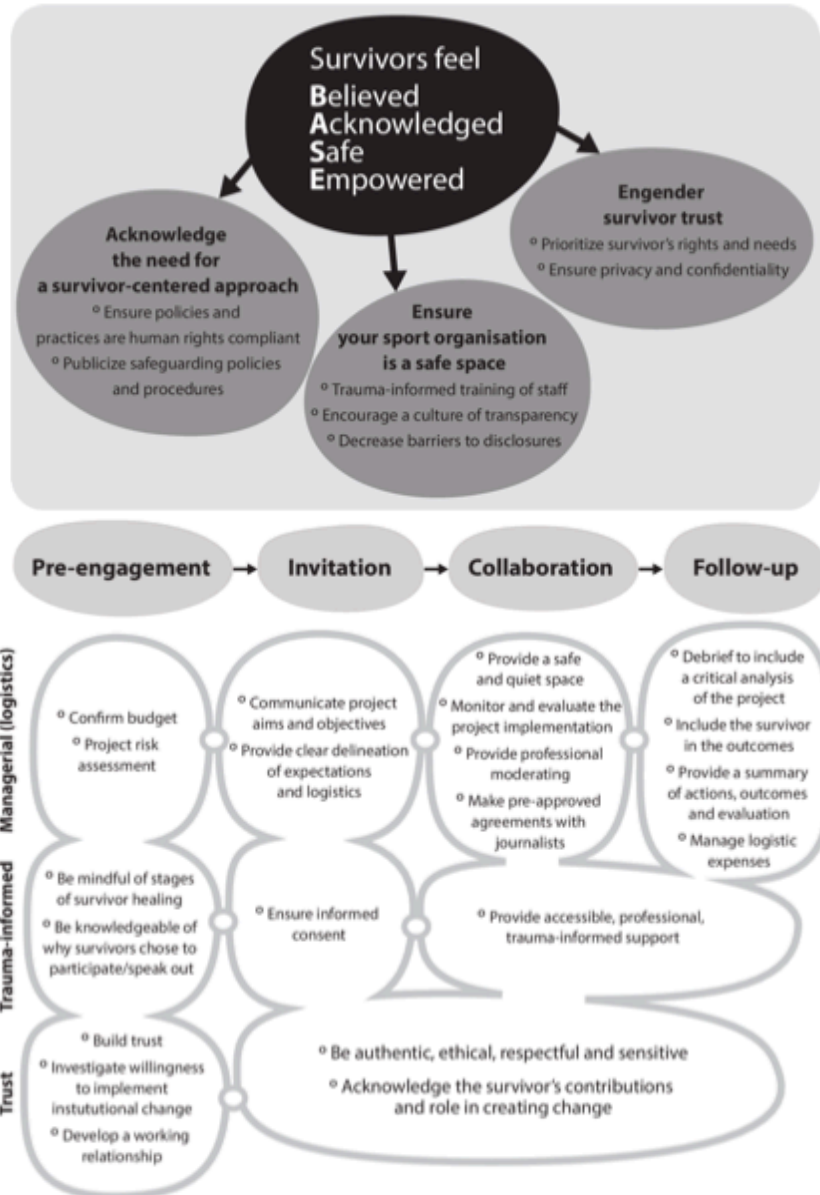 Survivors feel
Believed
Acknowledged
Safe
Empowered
Acknowledge
the need for
a survivor-centered approach
° Ensure policies and
practices are human rights compliant
° Publicize safeguarding policies
and procedures
Ensure
your sport organisation
is a safe space
° Trauma-informed training of staff
° Encourage a culture of transparency
° Decrease barriers to disclosures
Engender
survivor trust
° Prioritize survivor's rights and needs
° Ensure privacy and confidentiality
Pre-engagement
Invitation
Collaboration
Follow-up
Managerial (logistics)
° Confirm budget
° Project risk
assessment
° Communicate project
aims and objectives
° Provide clear delineation
of expectations
and logistics
° Provide a safe
and quiet space
° Monitor and evaluate the
project implementation
° Provide professional
moderating
° Make pre-approved
agreements with
journalists
° Debrief to include
a critical analysis
of the project
° Include the survivor
in the outcomes
° Provide a summary
of actions, outcomes
and evaluation
° Manage logistic
expenses
Trauma-informed
° Be mindful of stages
of survivor healing
° Be knowledgeable of
why survivors chose to
participate/speak out
° Ensure informed
consent
° Provide accessible, professional,
trauma-informed support
Trust
° Build trust
° Investigate willingness
to implement
instutuional change
° Develop a working
relationship
° Be authentic, ethical, respectful and sensitive
° Acknowledge the survivor's contributions
and role in creating change